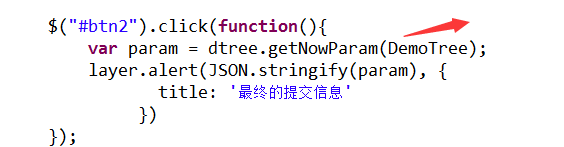 $("#btn2").click(function(){
var param = dtree.getNowParam(DemoTree);
layer.alert(JSON.stringify(param), {
title: '最终的提交信息'
})
});